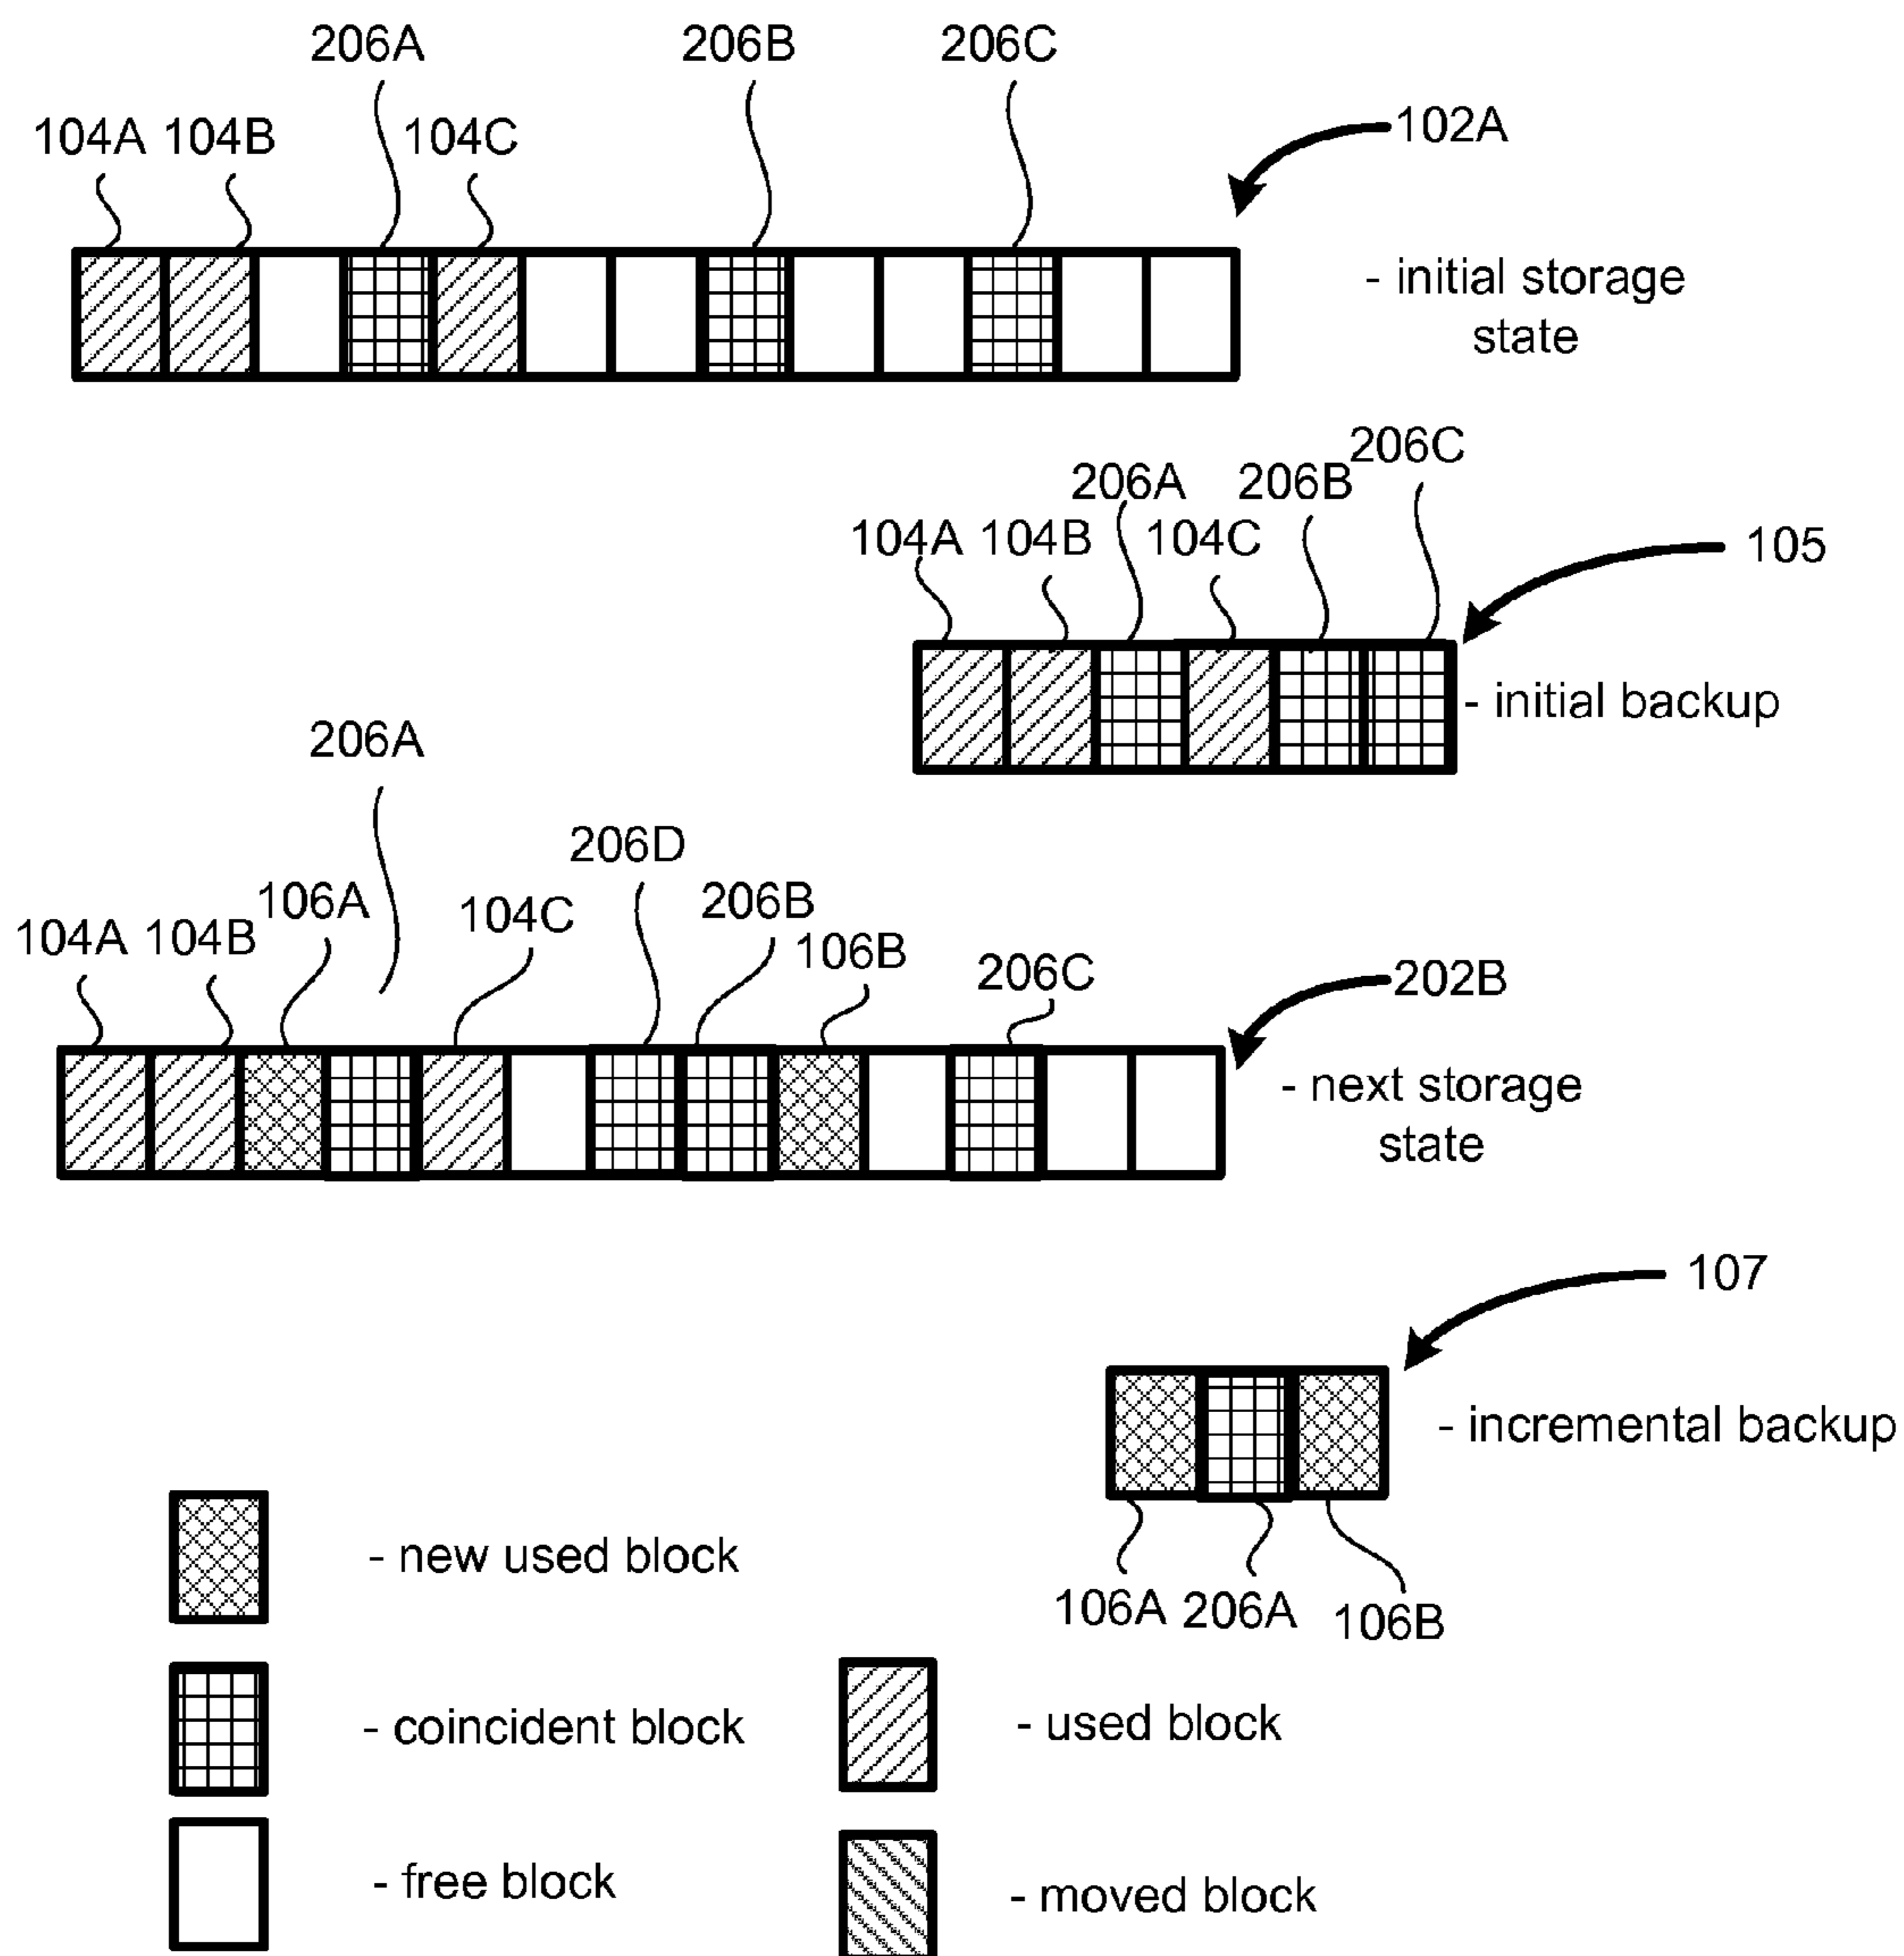 206A 206B 206C
104A 104B 104C 102A
- initial storage
state
206C
206A 206B
104A 104B 104C 105
- initial backup
206A
206D
106A 104C 206B
104A 104B 106B 206C 202B
- next storage
state
107
- incremental backup
106A 206A 106B
- new used block
- coincident block - used block
- free block - moved block